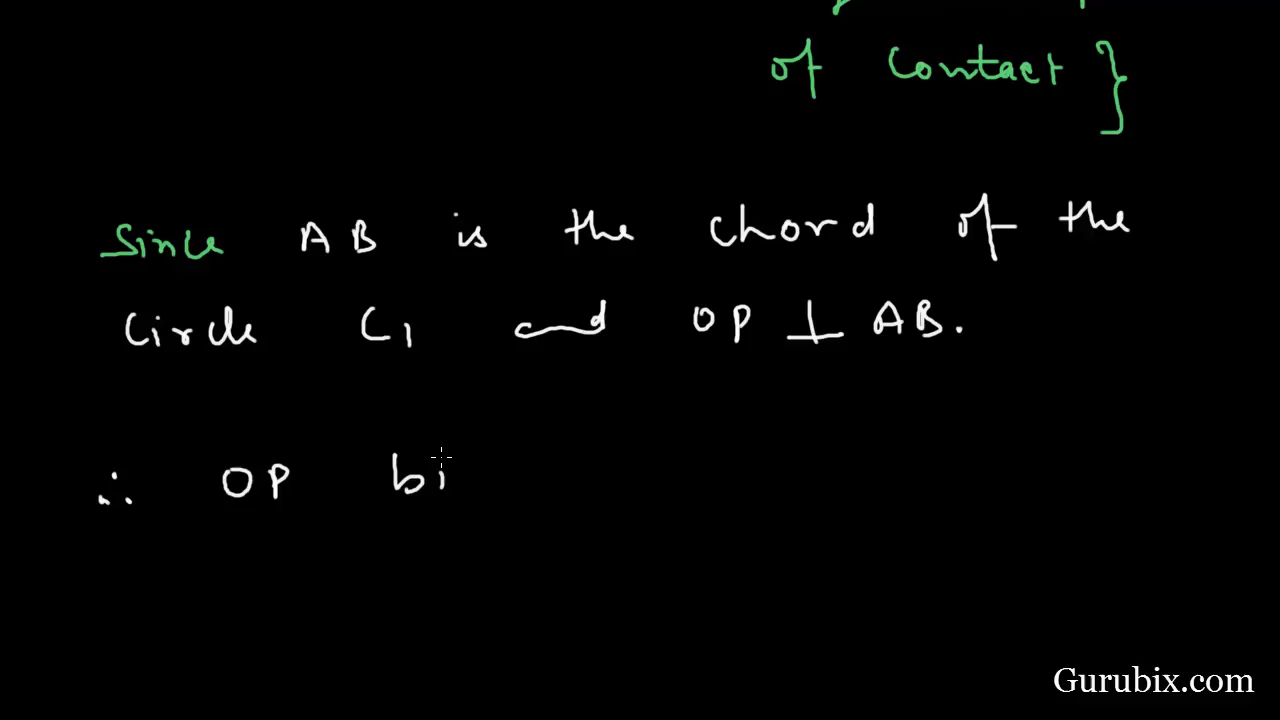 of contact }
Since AB is the chord of the
Circle C1 and OP ⊥ AB.
∴ OP bi
Gurubix.com